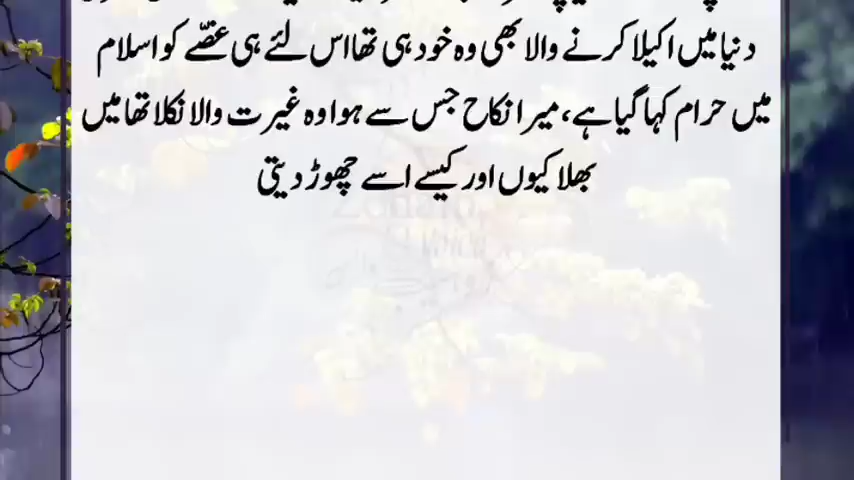 دنیا میں اکیلا کرنے والا بھی وہ خود ہی تھا اس لئے ہی غصّے کو اسلام
میں حرام کہا گیا ہے، میرا نکاح جس سے ہوا وہ غیرت والا نکلا تھا میں
بھلا کیوں اور کیسے اسے چھوڑ دیتی